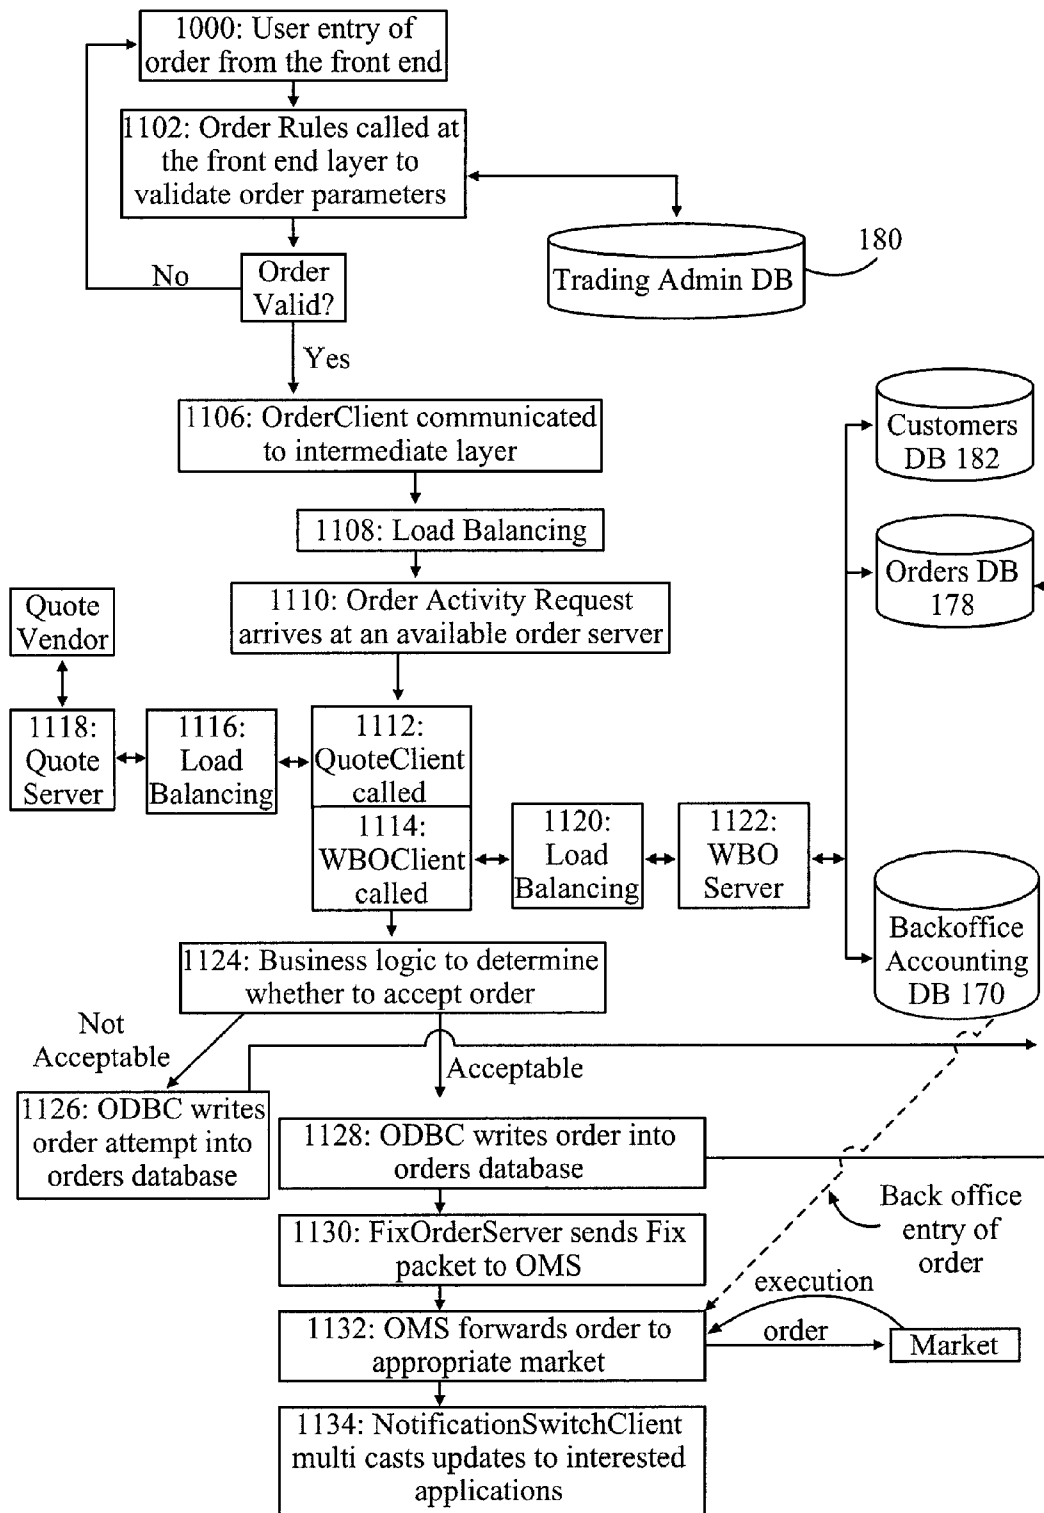 1000: User entry of
order from the front end
1102: Order Rules called at
the front end layer to
validate order parameters
180
No
Order
Valid?
Trading Admin DB
Yes
1106: OrderClient communicated
to intermediate layer
Customers
DB 182
1108: Load Balancing
Orders DB
178
1110: Order Activity Request
arrives at an available order server
Quote
Vendor
1118:
Quote
Server
1116:
Load
Balancing
1112:
QuoteClient
called
1114:
WBOClient
called
1120:
Load
Balancing
1122:
WBO
Server
Backoffice
Accounting
DB 170
1124: Business logic to determine
whether to accept order
Not
Acceptable
Acceptable
1126: ODBC writes
order attempt into
orders database
1128: ODBC writes order into
orders database
Back office
entry of
order
1130: FixOrderServer sends Fix
packet to OMS
execution
1132: OMS forwards order to
appropriate market
order
Market
1134: NotificationSwitchClient
multi casts updates to interested
applications